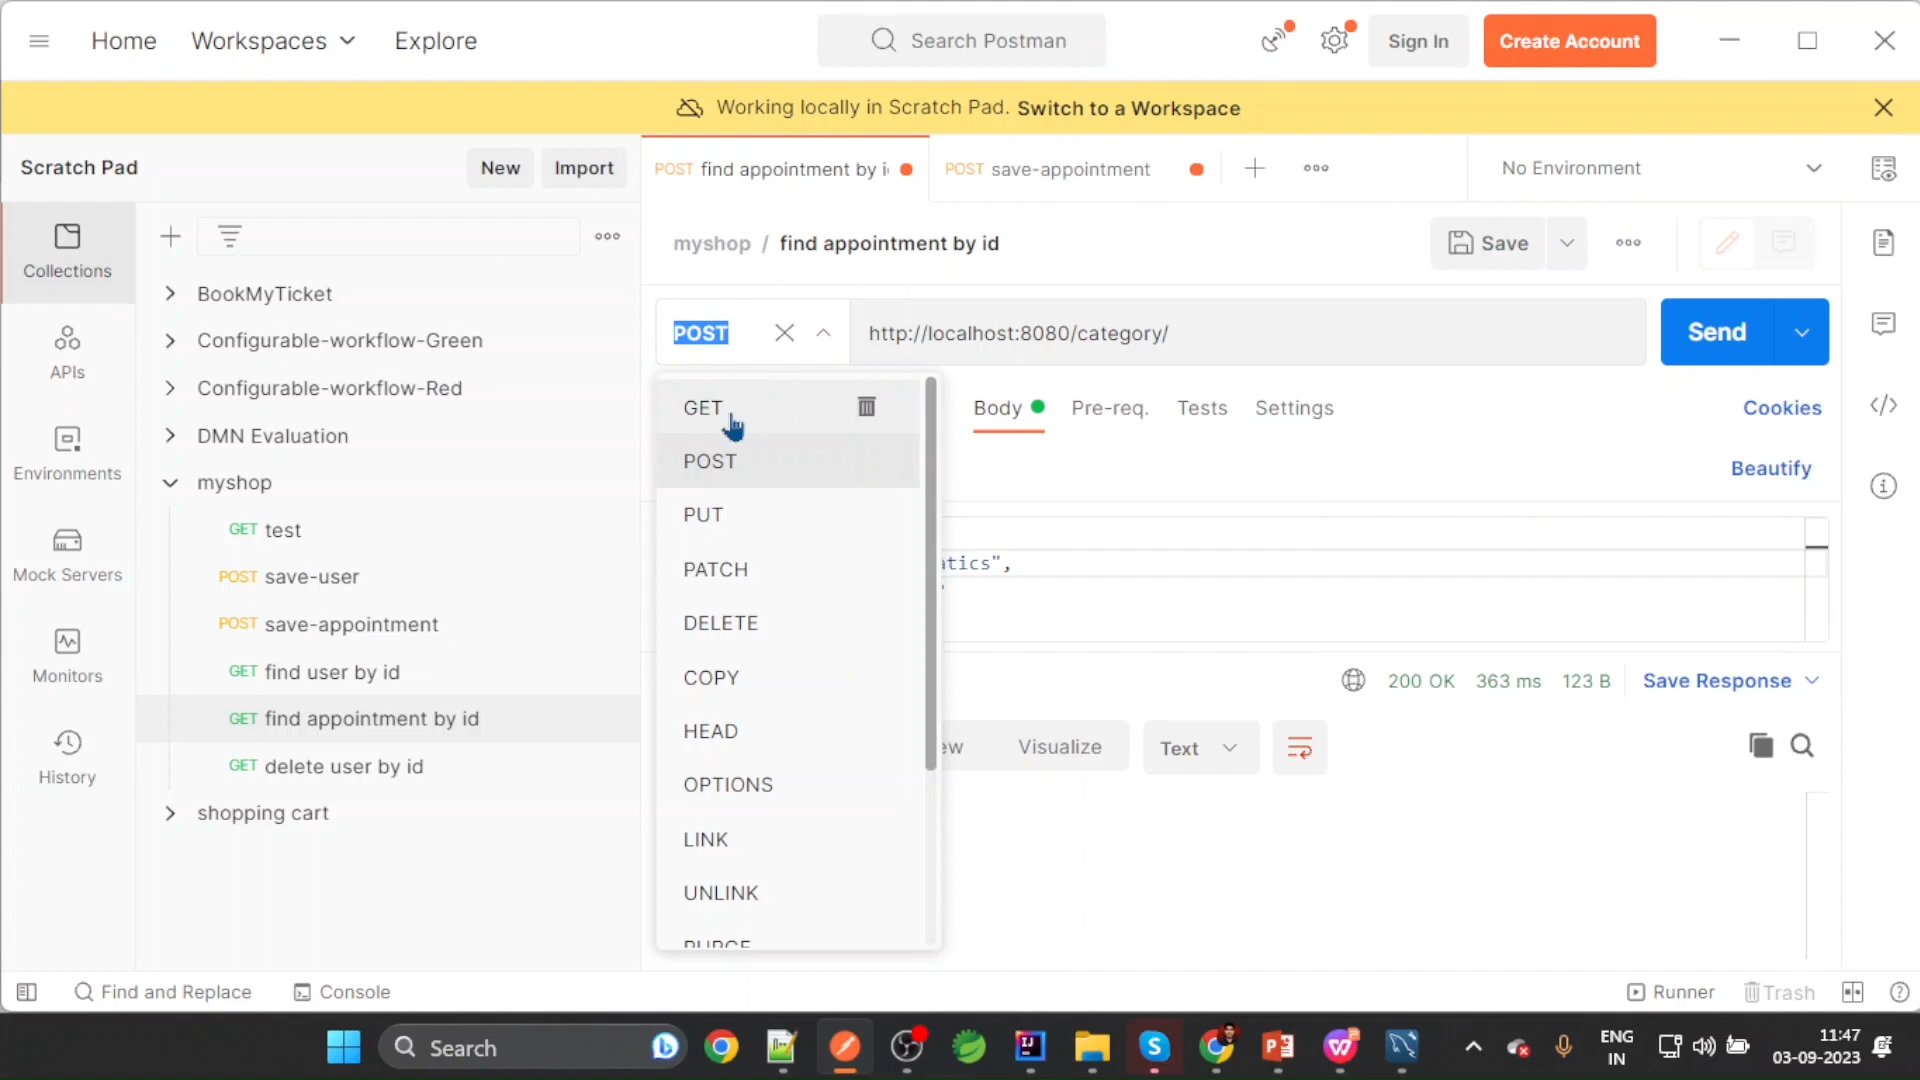 Home
Workspaces
Explore
Search Postman
Sign In
Create Account
Working locally in Scratch Pad. Switch to a Workspace
Scratch Pad
New
Import
POST find appointment by i
POST save-appointment
No Environment
Collections
APIs
Environments
Mock Servers
Monitors
History
BookMyTicket
Configurable-workflow-Green
Configurable-workflow-Red
DMN Evaluation
myshop
GET test
POST save-user
POST save-appointment
GET find user by id
GET find appointment by id
GET delete user by id
shopping cart
myshop / find appointment by id
Save
POST
http://localhost:8080/category/
Send
GET
POST
PUT
PATCH
DELETE
COPY
HEAD
OPTIONS
LINK
UNLINK
PURGE
Body
Pre-req.
Tests
Settings
Cookies
Beautify
atics",
200 OK
363 ms
123 B
Save Response
ew
Visualize
Text
Find and Replace
Console
Runner
Trash
Search
ENG
IN
11:47
03-09-2023